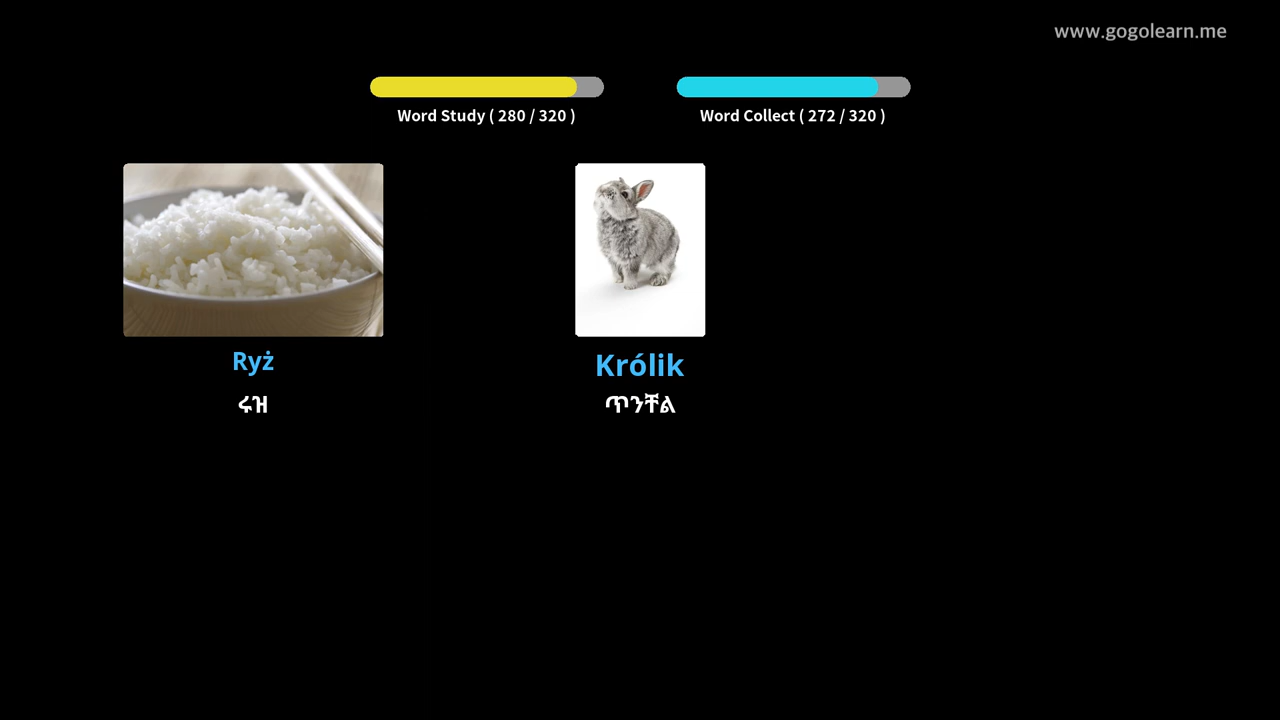 www.gogolearn.me
Word Study ( 280 / 320 )
Word Collect ( 272 / 320 )
Ryż
ሩዝ
Królik
ጥንቸል